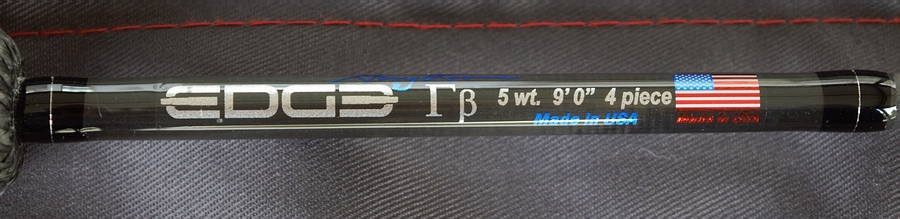 EDGE Γβ 5 wt. 9' 0" 4 piece
Made in USA